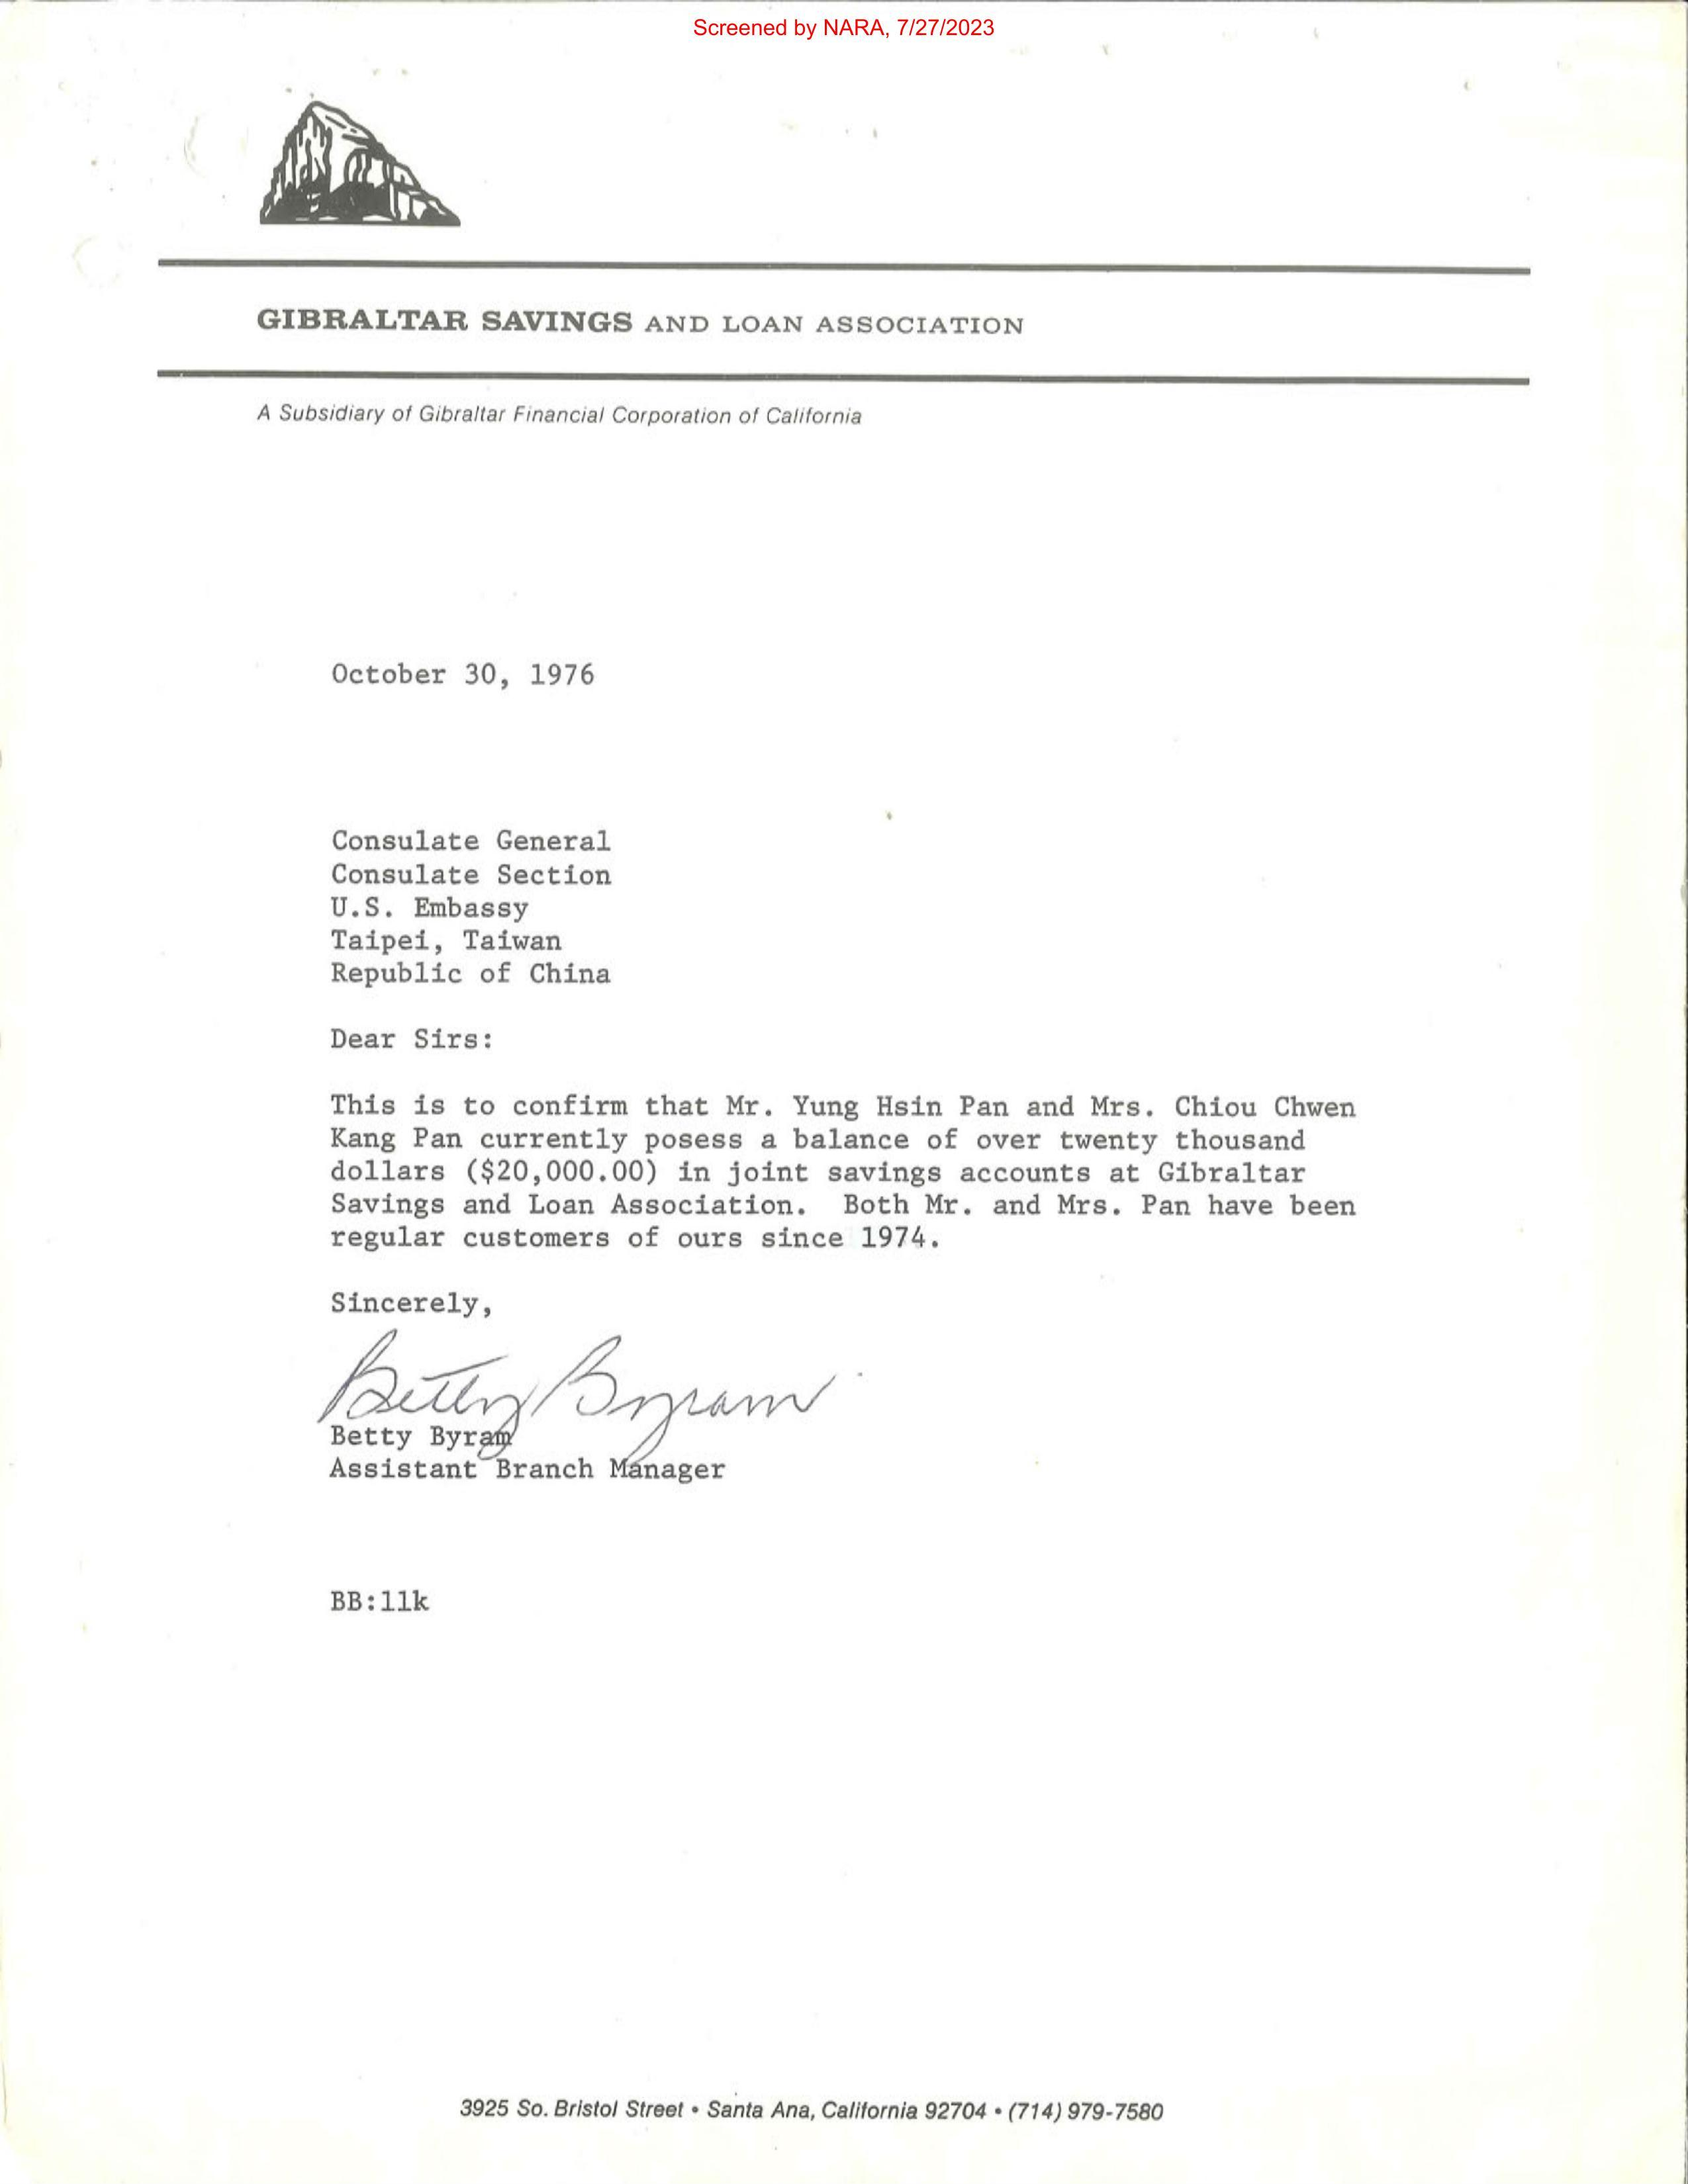 Screened by NARA, 7/27/2023
GIBRALTAR SAVINGS AND LOAN ASSOCIATION
A Subsidiary of Gibraltar Financial Corporation of California
October 30, 1976
Consulate General
Consulate Section
U.S. Embassy
Taipei, Taiwan
Republic of China
Dear Sirs:
This is to confirm that Mr. Yung Hsin Pan and Mrs. Chiou Chwen
Kang Pan currently posess a balance of over twenty thousand
dollars ($20,000.00) in joint savings accounts at Gibraltar
Savings and Loan Association.  Both Mr. and Mrs. Pan have been
regular customers of ours since 1974.
Sincerely,
Betty Byram
Betty Byram
Assistant Branch Manager
BB:llk
3925 So. Bristol Street • Santa Ana, California 92704 • (714) 979-7580